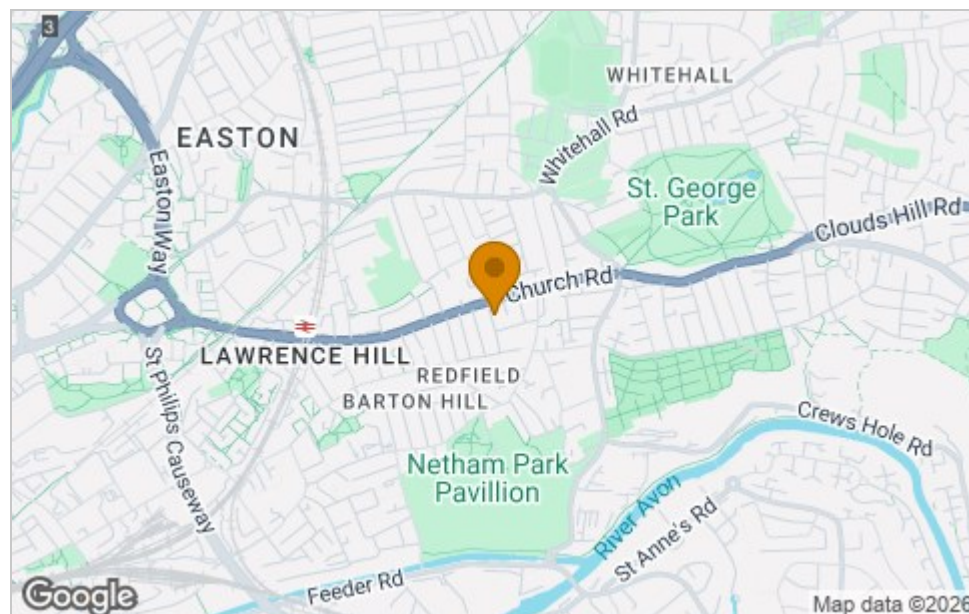 3
WHITEHALL
EASTON
Whitehall Rd
Easton Way
St. George
Park
Clouds Hill Rd
Church Rd
LAWRENCE HILL
REDFIELD
BARTON HILL
St Philips Causeway
Crews Hole Rd
Netham Park
Pavillion
River Avon
St Anne's Rd
Feeder Rd
Google
Map data ©2026